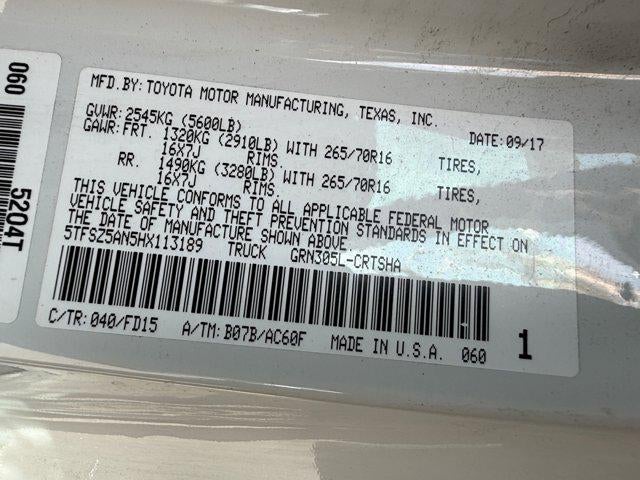 MFD.BY: TOYOTA MOTOR MANUFACTURING, TEXAS, INC.
GVWR: 2545KG (5600LB) DATE: 09/17
GAWR: FRT. 1320KG (2910LB) WITH 265/70R16 TIRES,
16X7J RIMS.
RR. 1490KG (3280LB) WITH 265/70R16 TIRES,
16X7J RIMS.
THIS VEHICLE CONFORMS TO ALL APPLICABLE FEDERAL MOTOR
VEHICLE SAFETY AND THEFT PREVENTION STANDARDS IN EFFECT ON
THE DATE OF MANUFACTURE SHOWN ABOVE.
5TFSZ5AN5HX113189 TRUCK GRN305L-CRTSHA
C/TR: 040/FD15 A/TM: B07B/AC60F MADE IN U.S.A. 060 1
060
5204T